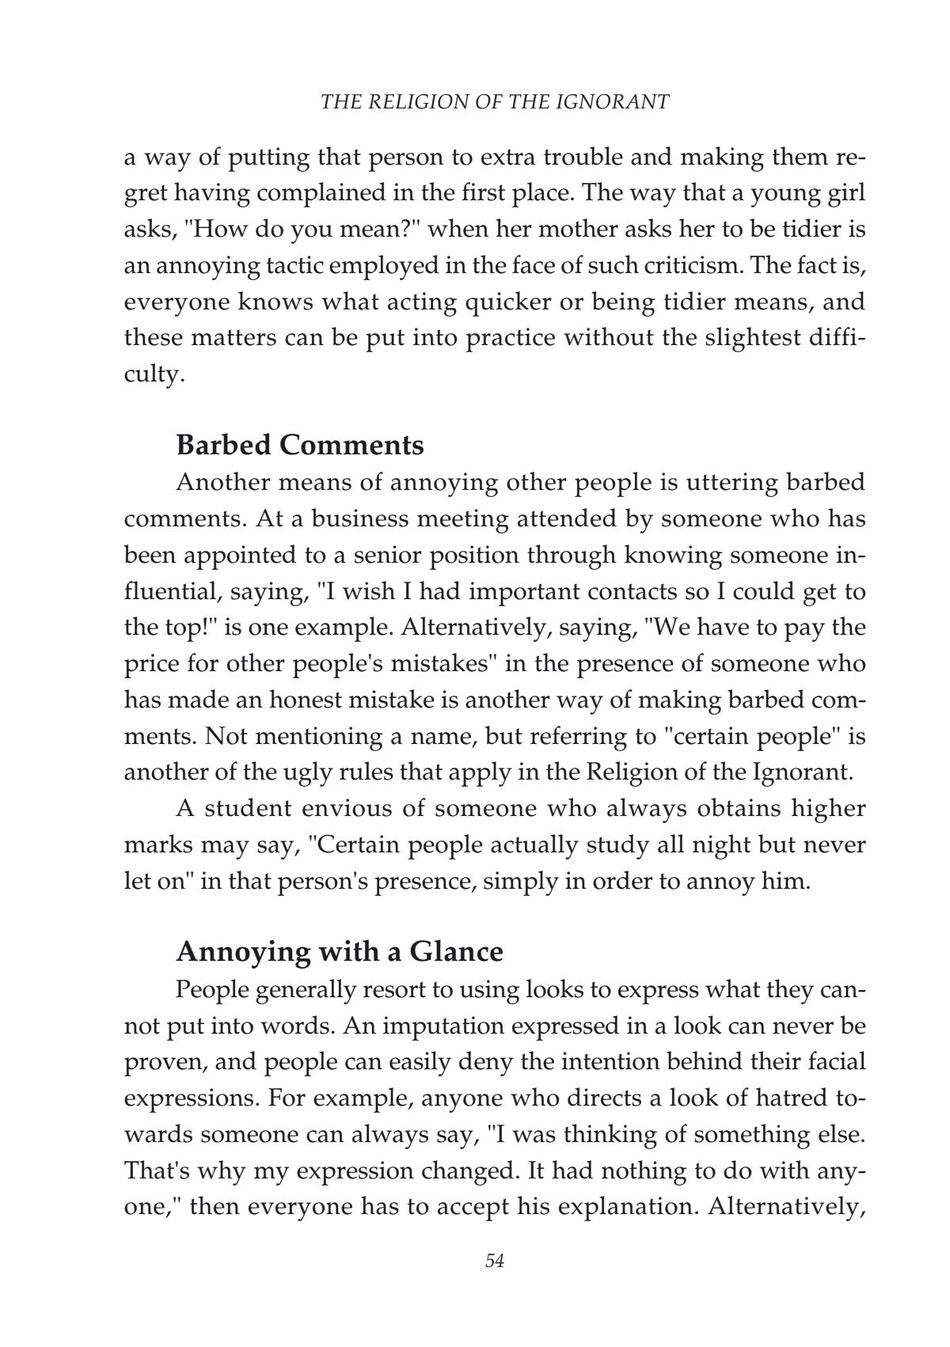 THE RELIGION OF THE IGNORANT
a way of putting that person to extra trouble and making them re-
gret having complained in the first place. The way that a young girl
asks, "How do you mean?" when her mother asks her to be tidier is
an annoying tactic employed in the face of such criticism. The fact is,
everyone knows what acting quicker or being tidier means, and
these matters can be put into practice without the slightest diffi-
culty.
Barbed Comments
Another means of annoying other people is uttering barbed
comments. At a business meeting attended by someone who has
been appointed to a senior position through knowing someone in-
fluential, saying, "I wish I had important contacts so I could get to
the top!" is one example. Alternatively, saying, "We have to pay the
price for other people's mistakes" in the presence of someone who
has made an honest mistake is another way of making barbed com-
ments. Not mentioning a name, but referring to "certain people" is
another of the ugly rules that apply in the Religion of the Ignorant.
A student envious of someone who always obtains higher
marks may say, "Certain people actually study all night but never
let on" in that person's presence, simply in order to annoy him.
Annoying with a Glance
People generally resort to using looks to express what they can-
not put into words. An imputation expressed in a look can never be
proven, and people can easily deny the intention behind their facial
expressions. For example, anyone who directs a look of hatred to-
wards someone can always say, "I was thinking of something else.
That's why my expression changed. It had nothing to do with any-
one," then everyone has to accept his explanation. Alternatively,
54